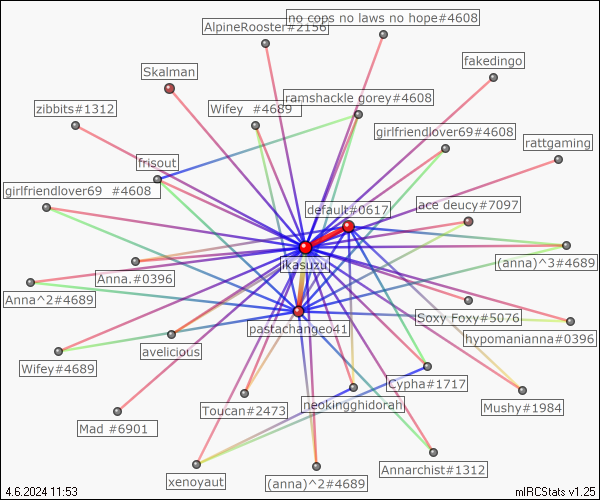 no cops no laws no hope#4608
AlpineRooster#2156
fakedingo
Skalman
ramshackle gorey#4608
zibbits#1312
Wifey #4689
girlfriendlover69#4608
rattgaming
frisout
girlfriendlover69 #4608
ace deucy#7097
default#0617
jkasuzu
(anna)^3#4689
Anna.#0396
Anna^2#4689
Soxy Foxy#5076
pastachangeo41
hypomanianna#0396
avelicious
Wifey#4689
Cypha#1717
neokingghidorah
Mushy#1984
Toucan#2473
Mad #6901
Annarchist#1312
xenoyaut
(anna)^2#4689
4.6.2024 11:53
mIRCStats v1.25